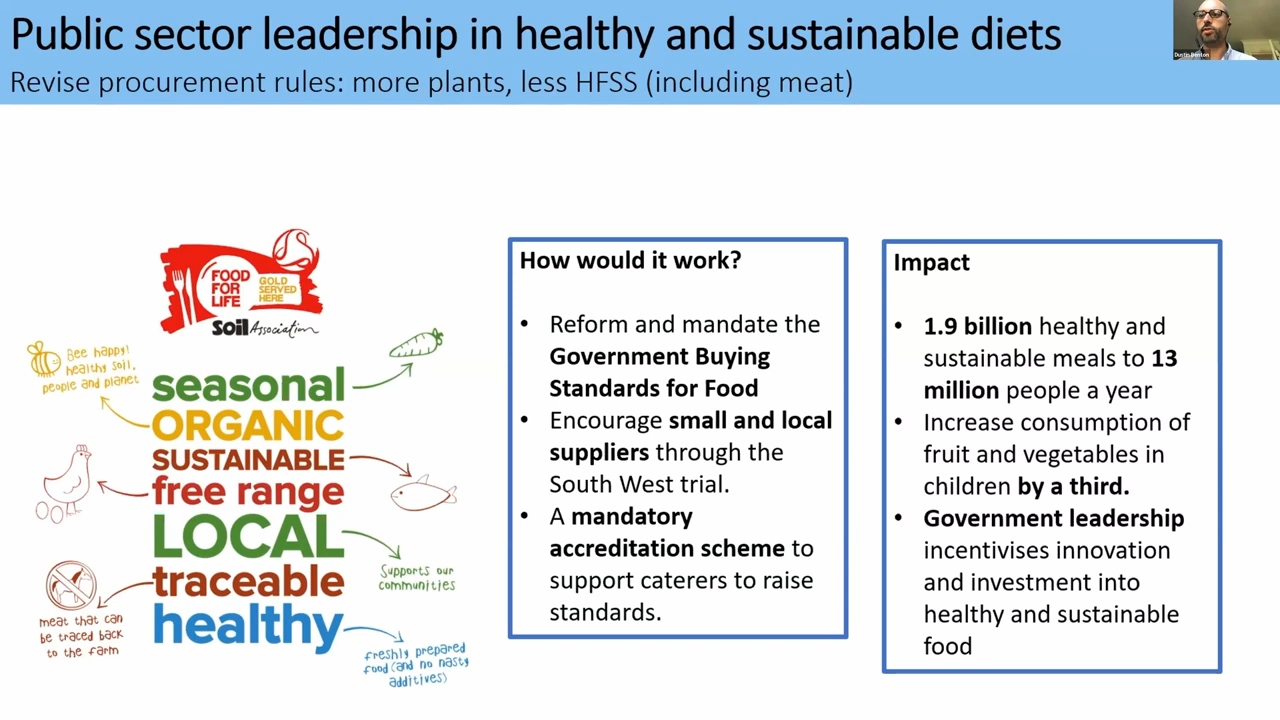 Public sector leadership in healthy and sustainable diets
Revise procurement rules: more plants, less HFSS (including meat)
Dustin Benton
FOOD
FOR
LIFE
GOLD
SERVED
HERE
Soil Association
Bee happy!
healthy soil,
people and planet
seasonal
ORGANIC
SUSTAINABLE
free range
LOCAL
traceable
healthy
Supports our
communities
meat that can
be traced back
to the farm
freshly prepared
food (and no nasty
additives)
How would it work?
• Reform and mandate the
Government Buying
Standards for Food
• Encourage small and local
suppliers through the
South West trial.
• A mandatory
accreditation scheme to
support caterers to raise
standards.
Impact
• 1.9 billion healthy and
sustainable meals to 13
million people a year
• Increase consumption of
fruit and vegetables in
children by a third.
• Government leadership
incentivises innovation
and investment into
healthy and sustainable
food